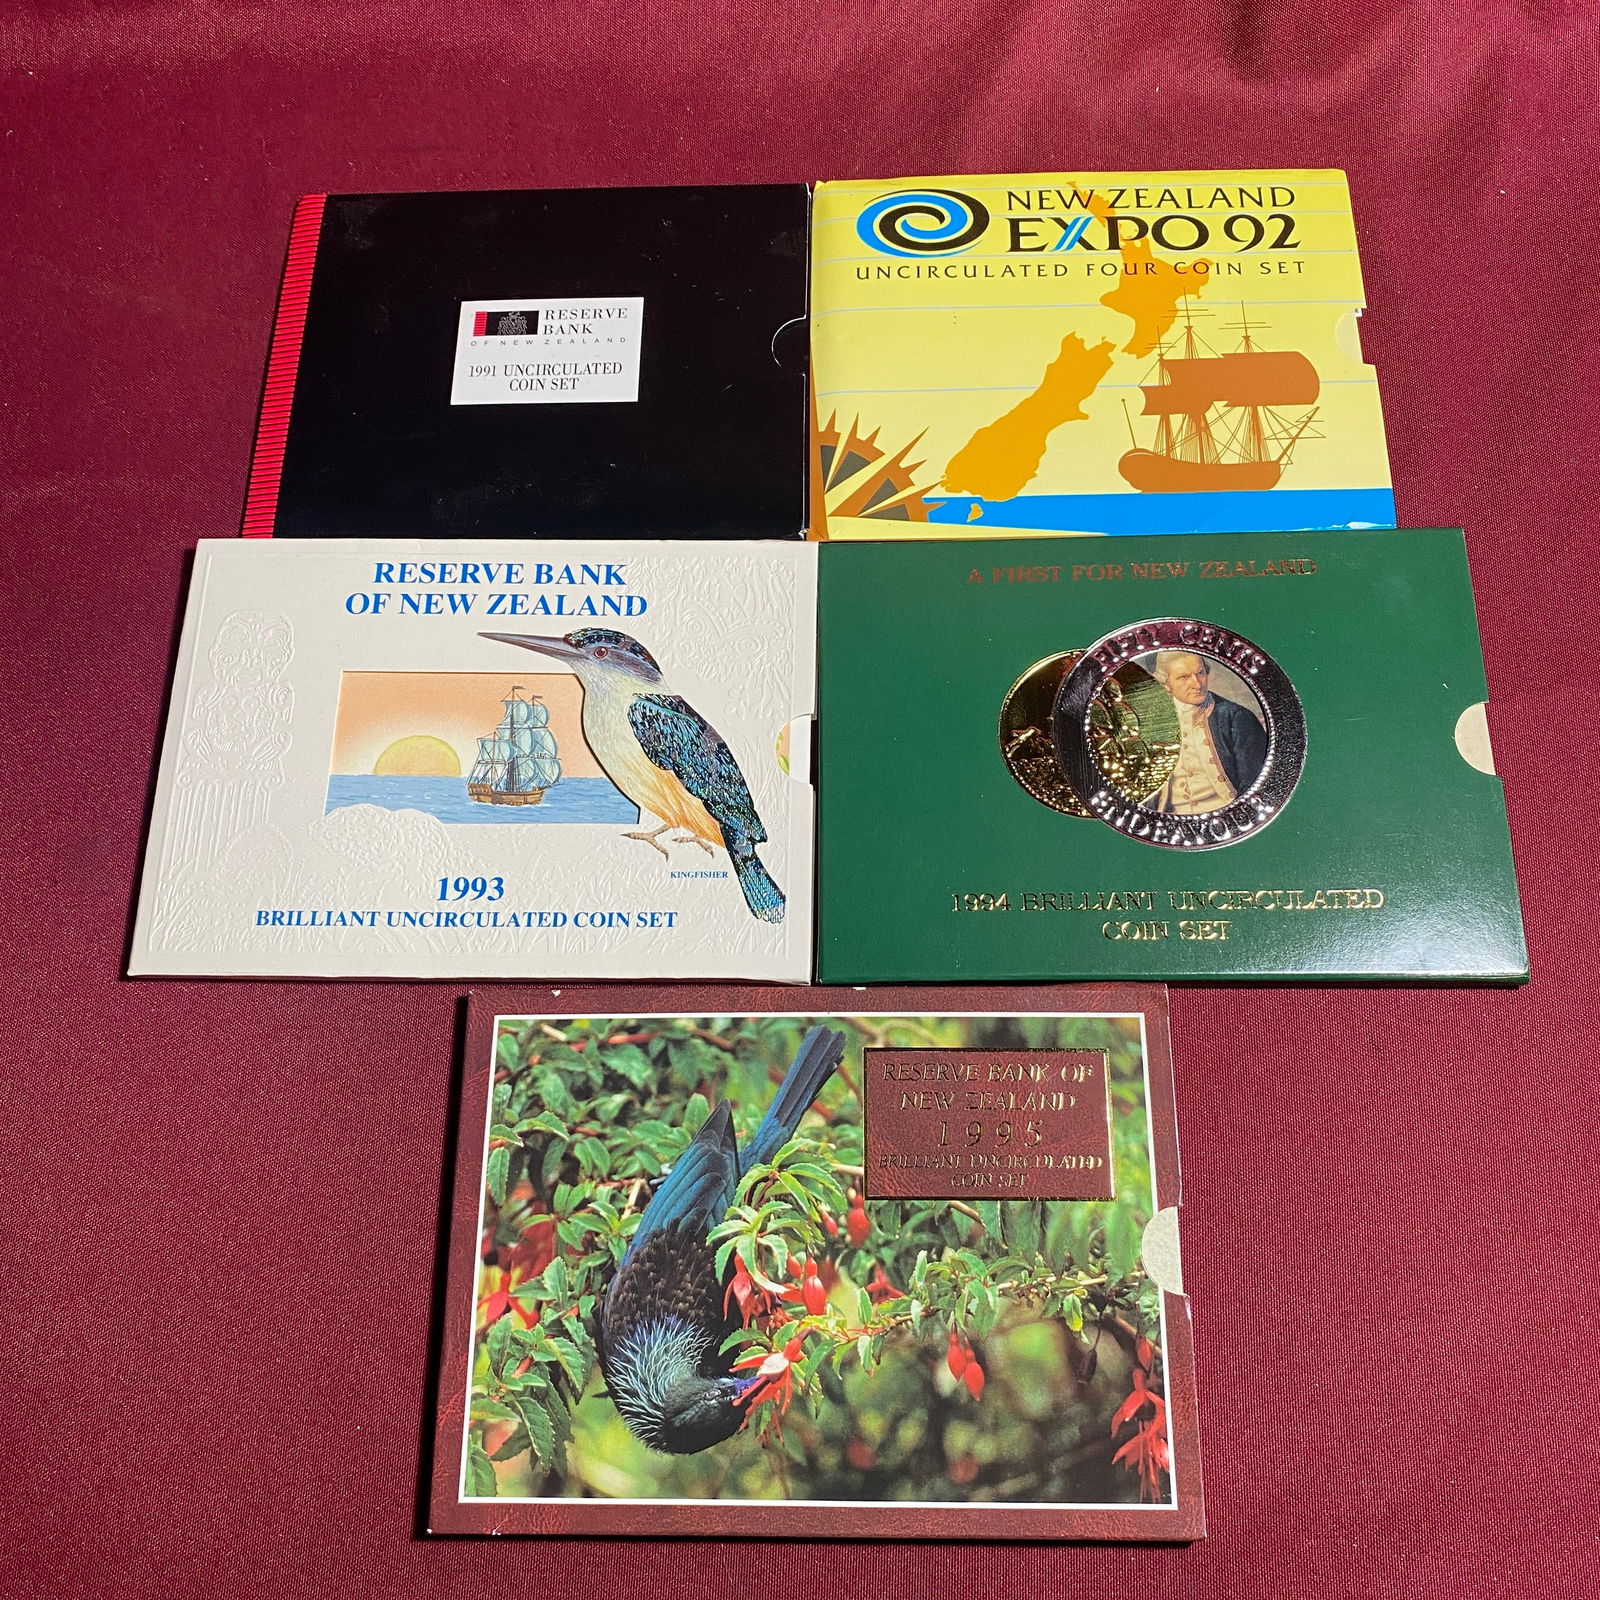 RESERVE
BANK
OF NEW ZEALAND
1991 UNCIRCULATED
COIN SET
NEW ZEALAND
EXPO 92
UNCIRCULATED FOUR COIN SET
RESERVE BANK
OF NEW ZEALAND
KINGFISHER
1993
BRILLIANT UNCIRCULATED COIN SET
A FIRST FOR NEW ZEALAND
FIFTY CENTS
ENDEAVOUR
1994 BRILLIANT UNCIRCULATED
COIN SET
RESERVE BANK OF
NEW ZEALAND
1995
BRILLIANT UNCIRCULATED
COIN SET